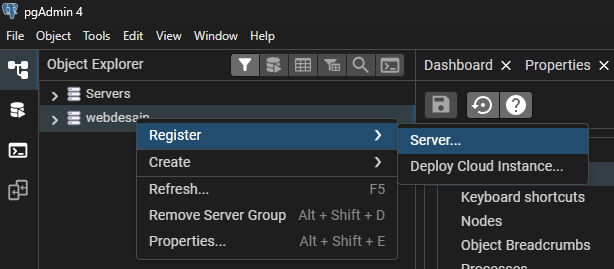 pgAdmin 4
File Object Tools Edit View Window Help
Object Explorer
Dashboard Properties
Servers
webdesain
Register
Server...
Create
Deploy Cloud Instance...
Refresh... F5
Keyboard shortcuts
Remove Server Group Alt + Shift + D
Nodes
Properties... Alt + Shift + E
Object Breadcrumbs